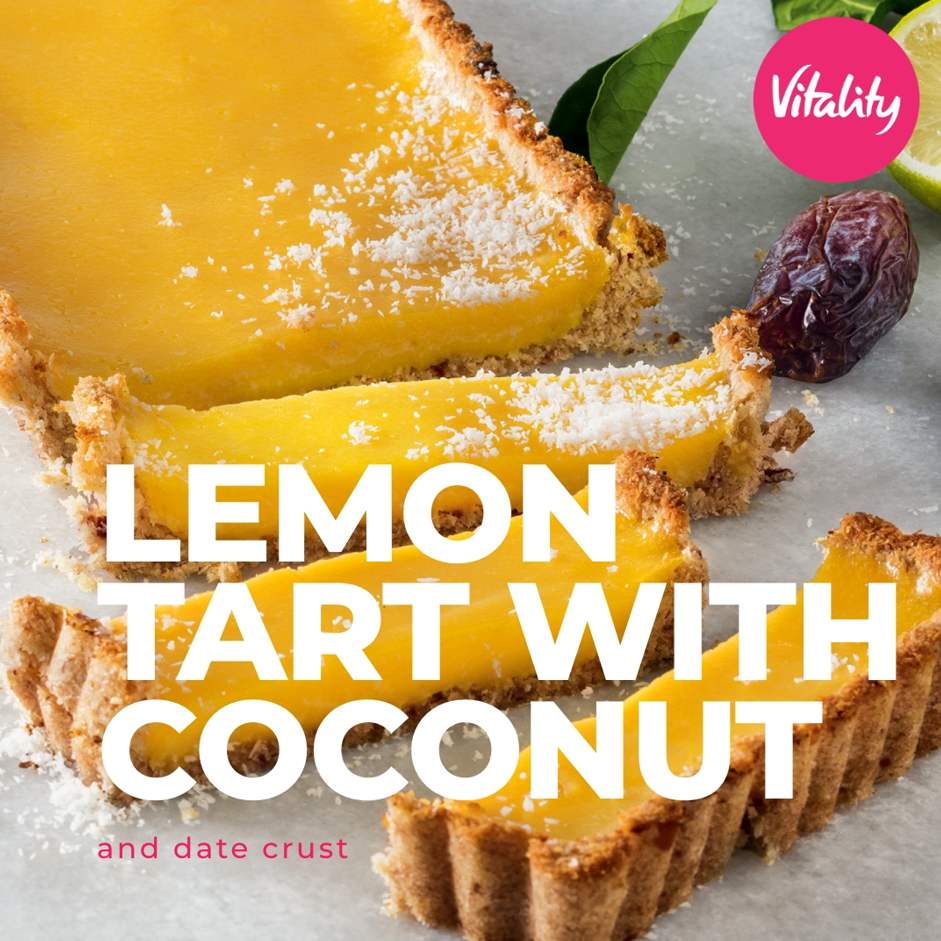 Vitality
LEMON
TART WITH
COCONUT
and date crust